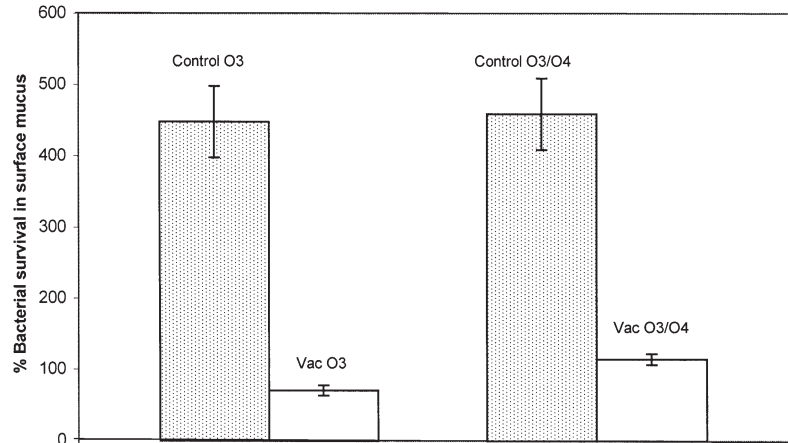 600
500
400
300
200
100
0
% Bacterial survival in surface mucus
Control O3
Vac O3
Control O3/O4
Vac O3/O4